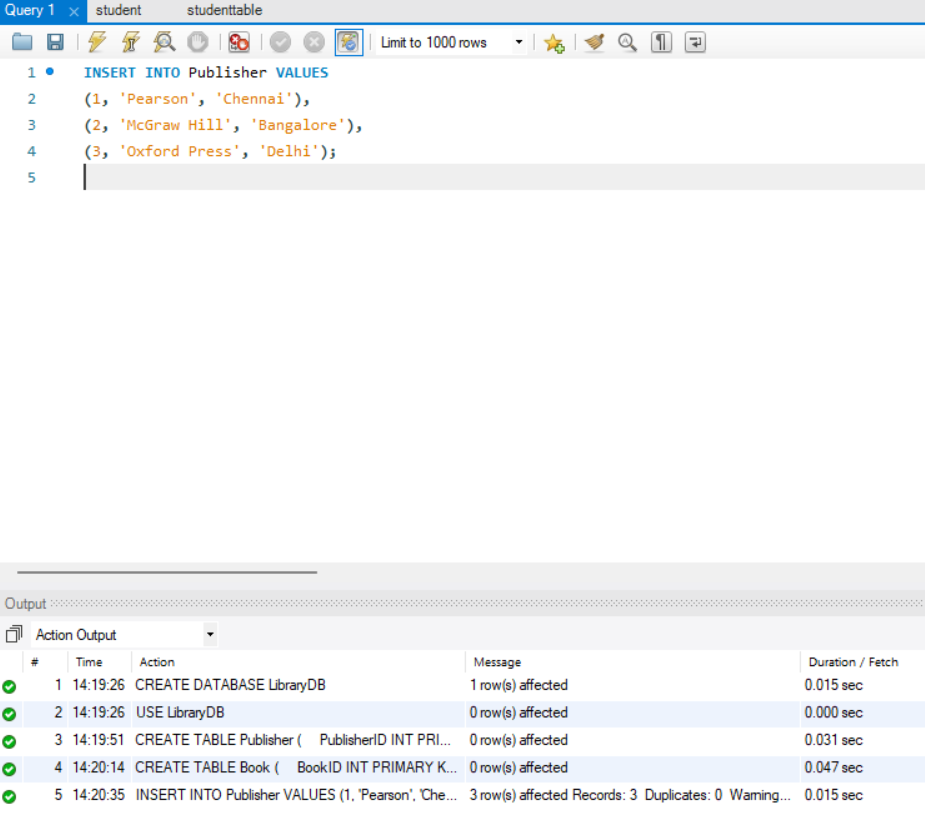 Query 1 × student studenttable
Limit to 1000 rows
1 INSERT INTO Publisher VALUES
2 (1, 'Pearson', 'Chennai'),
3 (2, 'McGraw Hill', 'Bangalore'),
4 (3, 'Oxford Press', 'Delhi');
5
Output
Action Output
# Time Action Message Duration / Fetch
1 14:19:26 CREATE DATABASE LibraryDB 1 row(s) affected 0.015 sec
2 14:19:26 USE LibraryDB 0 row(s) affected 0.000 sec
3 14:19:51 CREATE TABLE Publisher ( PublisherID INT PRI... 0 row(s) affected 0.031 sec
4 14:20:14 CREATE TABLE Book ( BookID INT PRIMARY K... 0 row(s) affected 0.047 sec
5 14:20:35 INSERT INTO Publisher VALUES (1, 'Pearson', 'Che... 3 row(s) affected Records: 3 Duplicates: 0 Warning... 0.015 sec